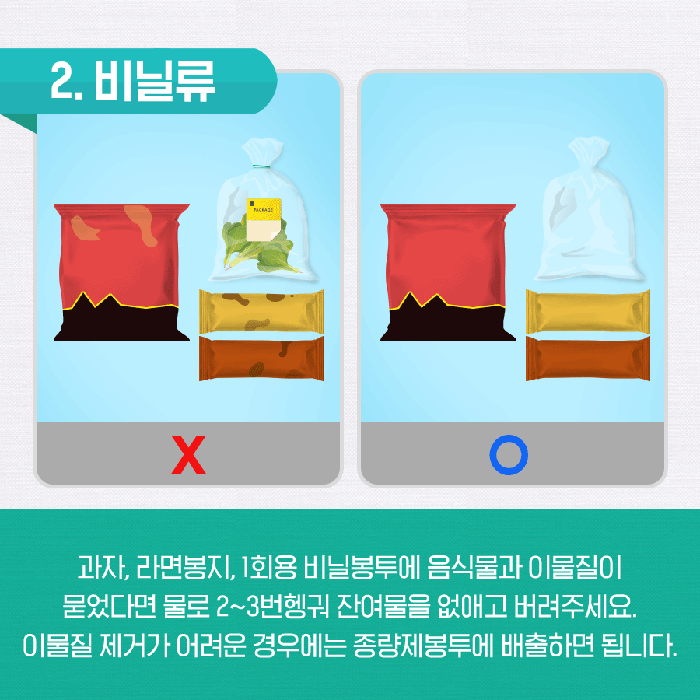 2. 비닐류
PACKAGE
X
O
과자, 라면봉지, 1회용 비닐봉투에 음식물과 이물질이
묻었다면 물로 2~3번헹궈 잔여물을 없애고 버려주세요.
이물질 제거가 어려운 경우에는 종량제봉투에 배출하면 됩니다.